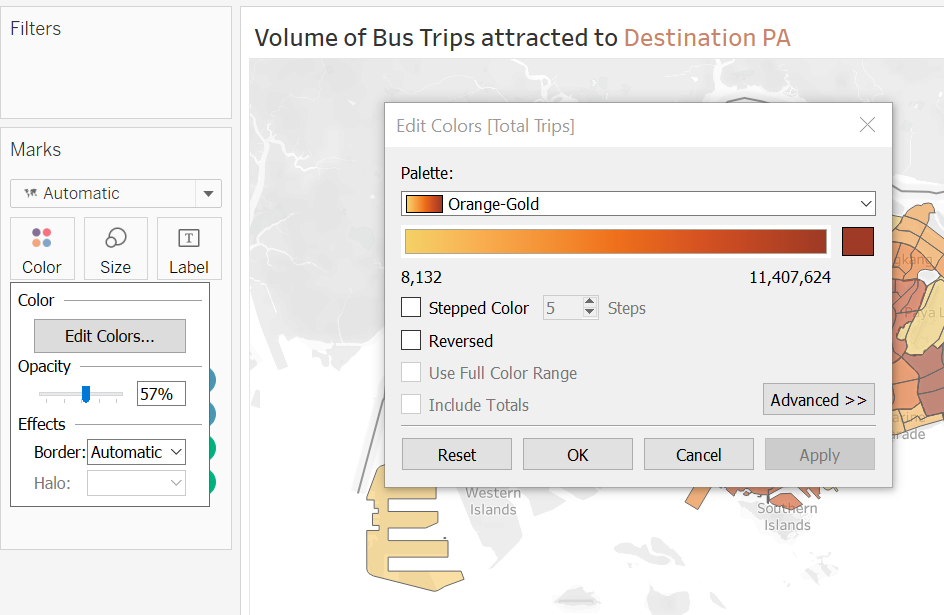 Filters
Volume of Bus Trips attracted to Destination PA
Marks
Automatic
Color
Size
T
Label
Color
Edit Colors...
Opacity
57%
Effects
Border: Automatic
Halo:
Edit Colors [Total Trips]
Palette:
Orange-Gold
8,132
11,407,624
Stepped Color
5
Steps
Reversed
Use Full Color Range
Include Totals
Advanced >>
Reset
OK
Cancel
Apply
Western
Islands
Southern
Islands